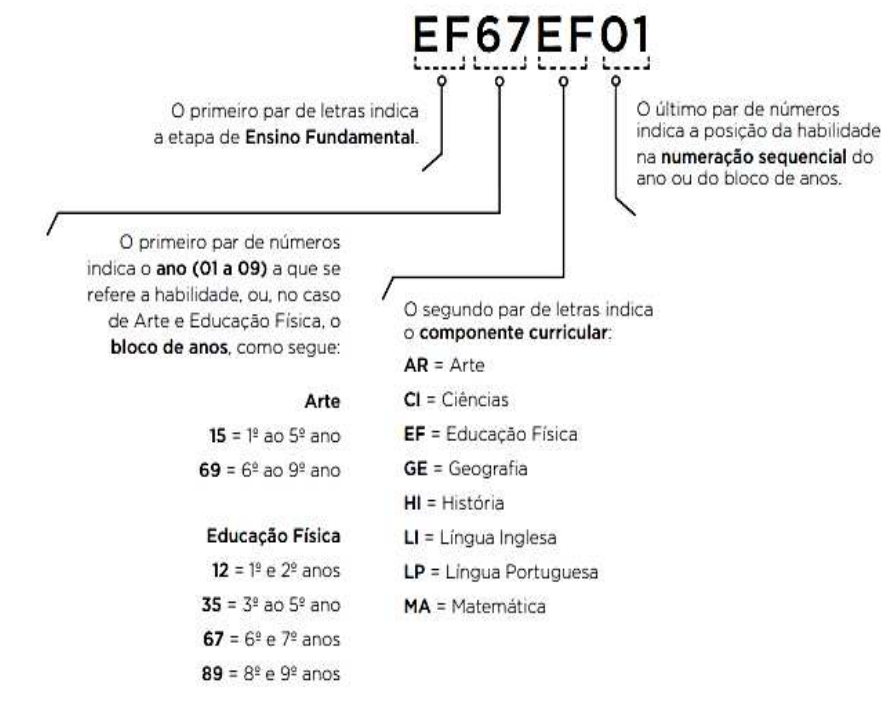 EF67EF01
O primeiro par de letras indica
a etapa de Ensino Fundamental.
O último par de números
indica a posição da habilidade
na numeração sequencial do
ano ou do bloco de anos.
O primeiro par de números
indica o ano (01 a 09) a que se
refere a habilidade, ou, no caso
de Arte e Educação Física, o
bloco de anos, como segue:
Arte
15 = 1º ao 5º ano
69 = 6º ao 9º ano
Educação Física
12 = 1º e 2º anos
35 = 3º ao 5º ano
67 = 6º e 7º anos
89 = 8º e 9º anos
O segundo par de letras indica
o componente curricular:
AR = Arte
CI = Ciências
EF = Educação Física
GE = Geografia
HI = História
LI = Língua Inglesa
LP = Língua Portuguesa
MA = Matemática